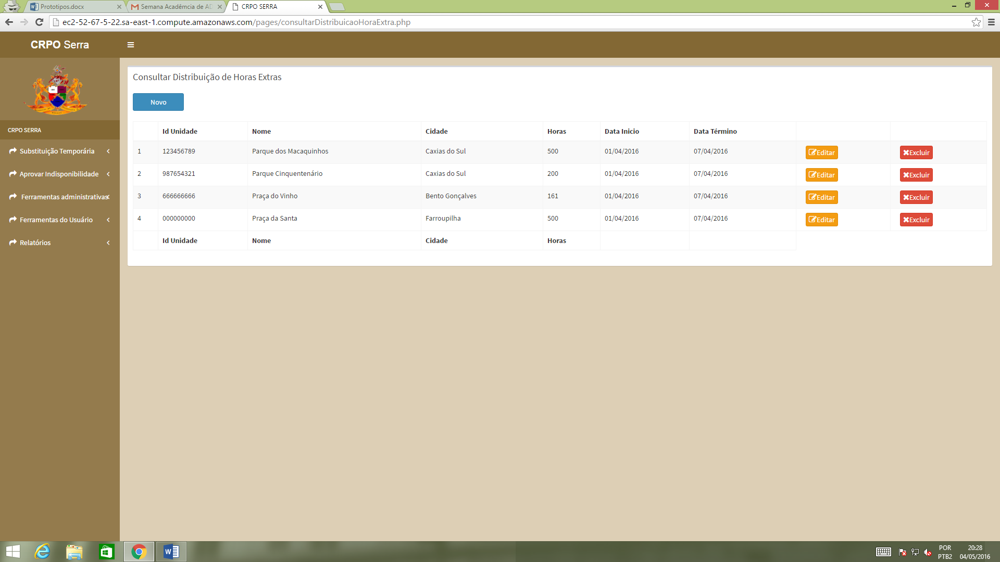 Prototipos.docx
Semana Acadêmcia de AD
CRPO SERRA
ec2-52-67-5-22.sa-east-1.compute.amazonaws.com/pages/consultarDistribuicaoHoraExtra.php
CRPO Serra
CRPO SERRA
Substituição Temporária
Aprovar Indisponibilidade
Ferramentas administrativas
Ferramentas do Usuário
Relatórios
Consultar Distribuição de Horas Extras
Novo
Id Unidade Nome Cidade Horas Data Inicio Data Término
1 123456789 Parque dos Macaquinhos Caxias do Sul 500 01/04/2016 07/04/2016 Editar Excluir
2 987654321 Parque Cinquentenário Caxias do Sul 200 01/04/2016 07/04/2016 Editar Excluir
3 666666666 Praça do Vinho Bento Gonçalves 161 01/04/2016 07/04/2016 Editar Excluir
4 000000000 Praça da Santa Farroupilha 500 01/04/2016 07/04/2016 Editar Excluir
Id Unidade Nome Cidade Horas
POR 20:28
PTB2 04/05/2016